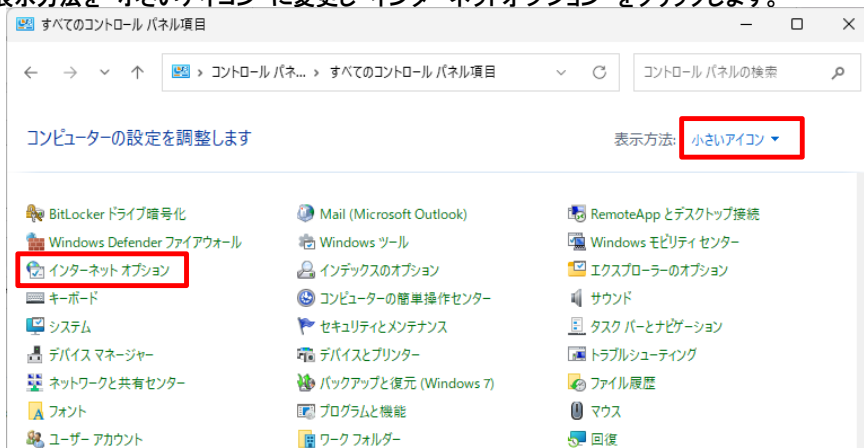 表示方法を"小さいアイコン"に変更し"インターネットオプション"をクリックします。
すべてのコントロール パネル項目
コントロール パネ... › すべてのコントロール パネル項目
コントロール パネルの検索
コンピューターの設定を調整します
表示方法: 小さいアイコン
BitLocker ドライブ暗号化
Mail (Microsoft Outlook)
RemoteApp とデスクトップ接続
Windows Defender ファイアウォール
Windows ツール
Windows モビリティ センター
インターネット オプション
インデックスのオプション
エクスプローラーのオプション
キーボード
コンピューターの簡単操作センター
サウンド
システム
セキュリティとメンテナンス
タスク バーとナビゲーション
デバイス マネージャー
デバイスとプリンター
トラブルシューティング
ネットワークと共有センター
バックアップと復元 (Windows 7)
ファイル履歴
フォント
プログラムと機能
マウス
ユーザー アカウント
ワーク フォルダー
回復